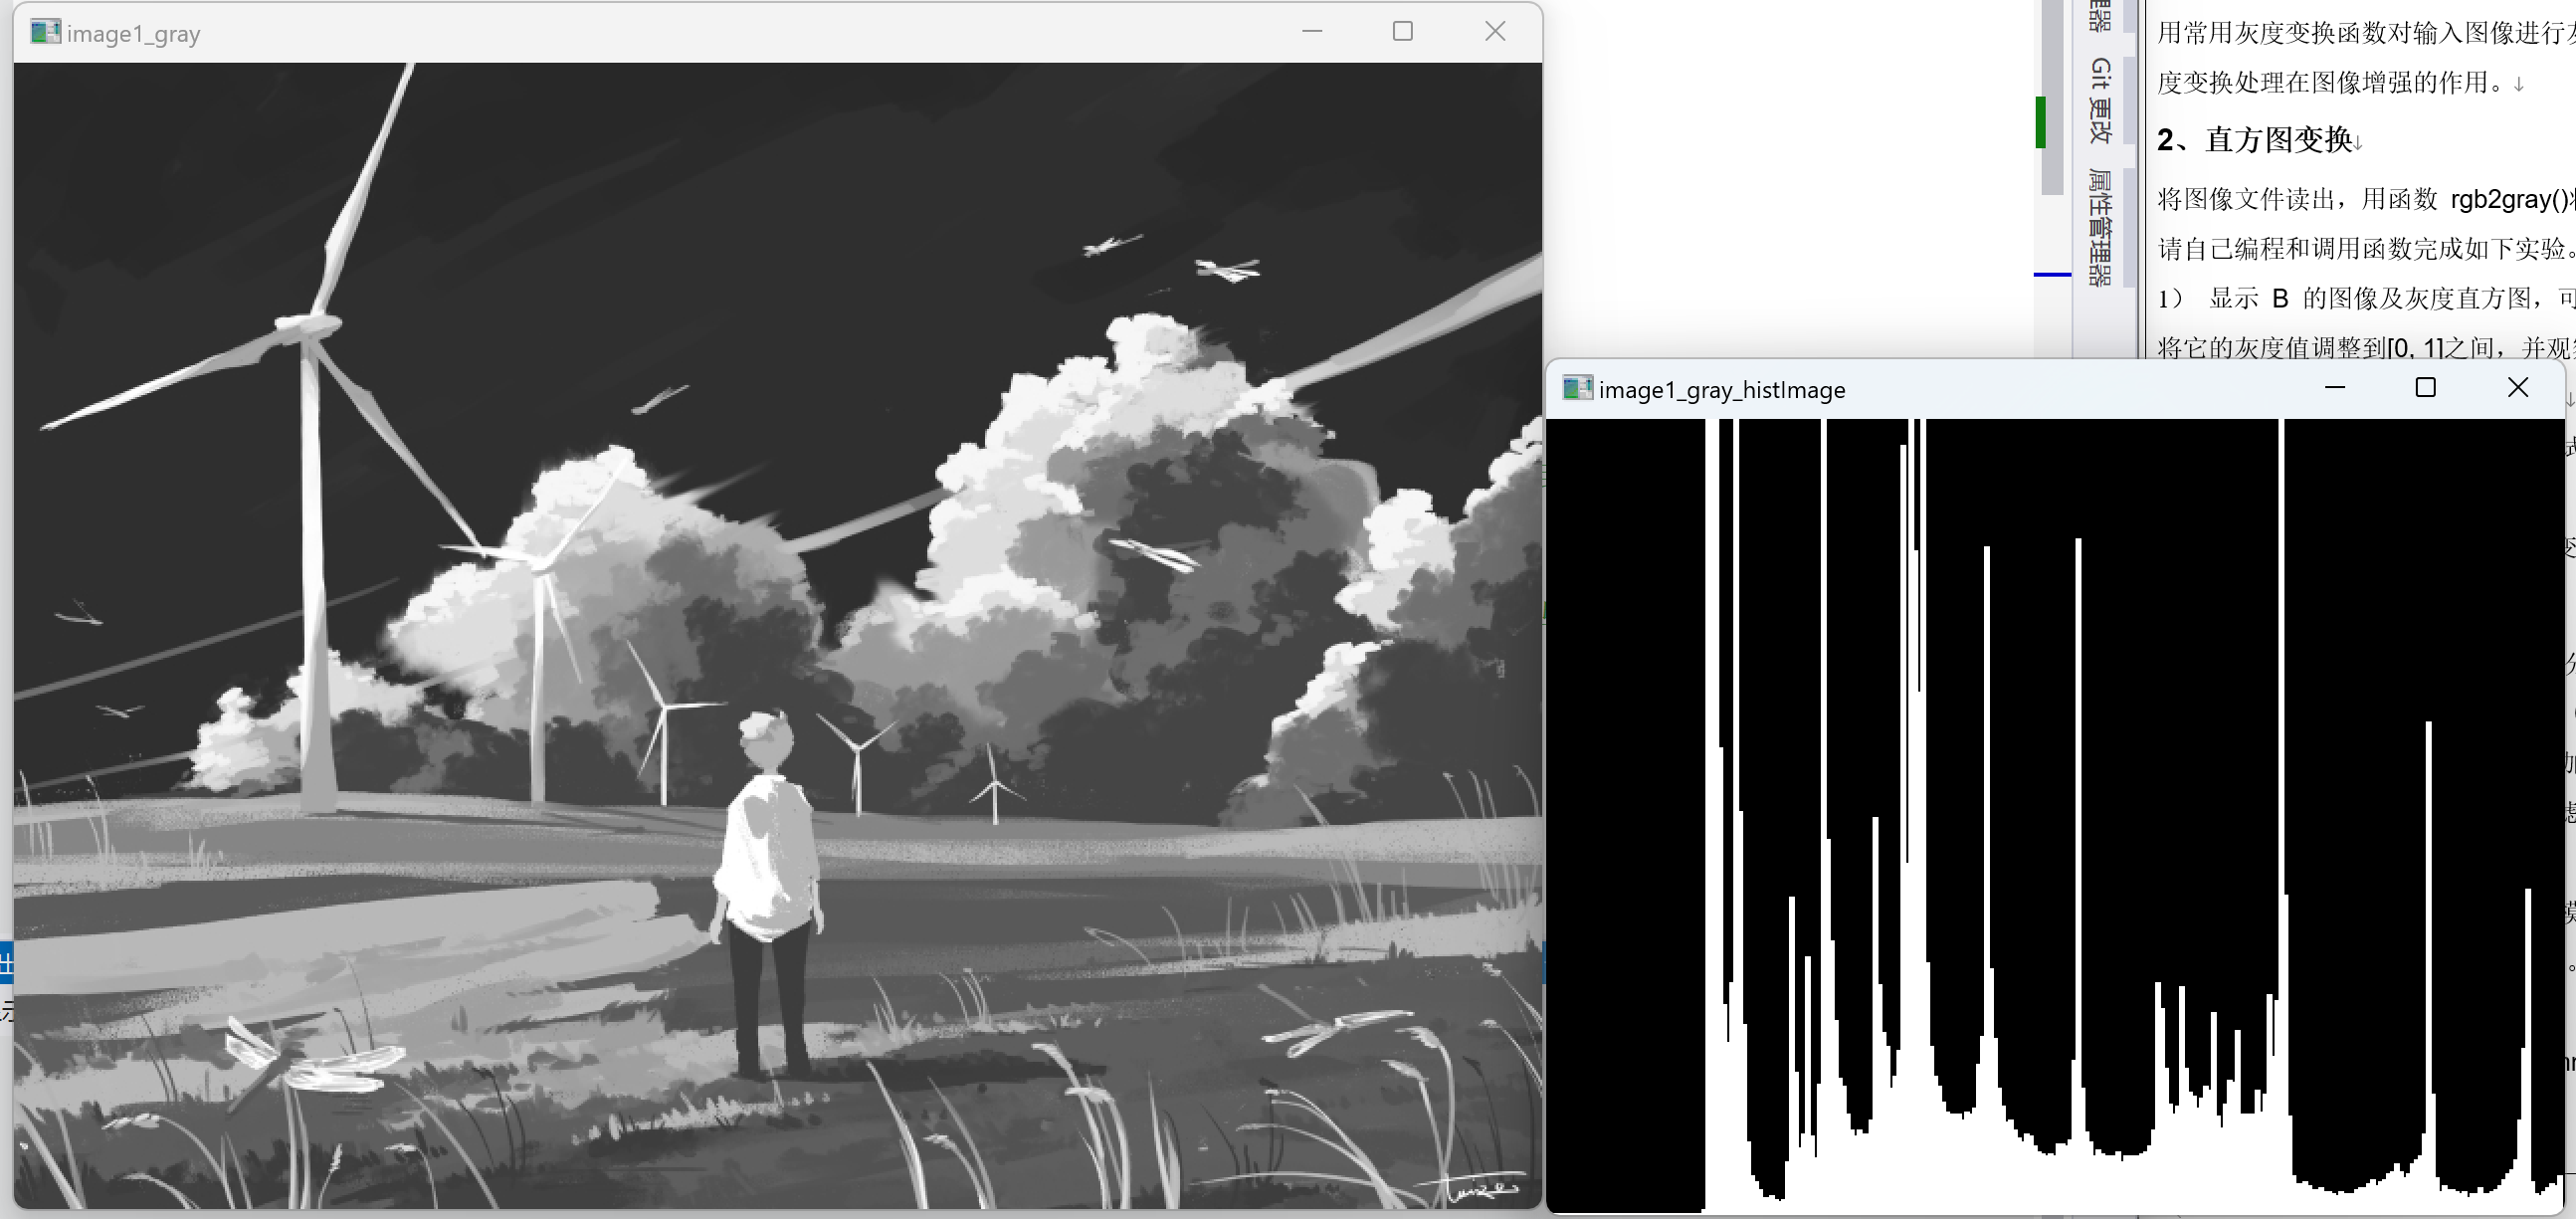 image1_gray
器
Git 更改
属性管理器
用常用灰度变换函数对输入图像进行
度变换处理在图像增强的作用。↓
2、直方图变换↓
将图像文件读出，用函数 rgb2gray()
请自己编程和调用函数完成如下实验。
1） 显示 B 的图像及灰度直方图，可
将它的灰度值调整到[0, 1]之间，并观
image1_gray_histImage